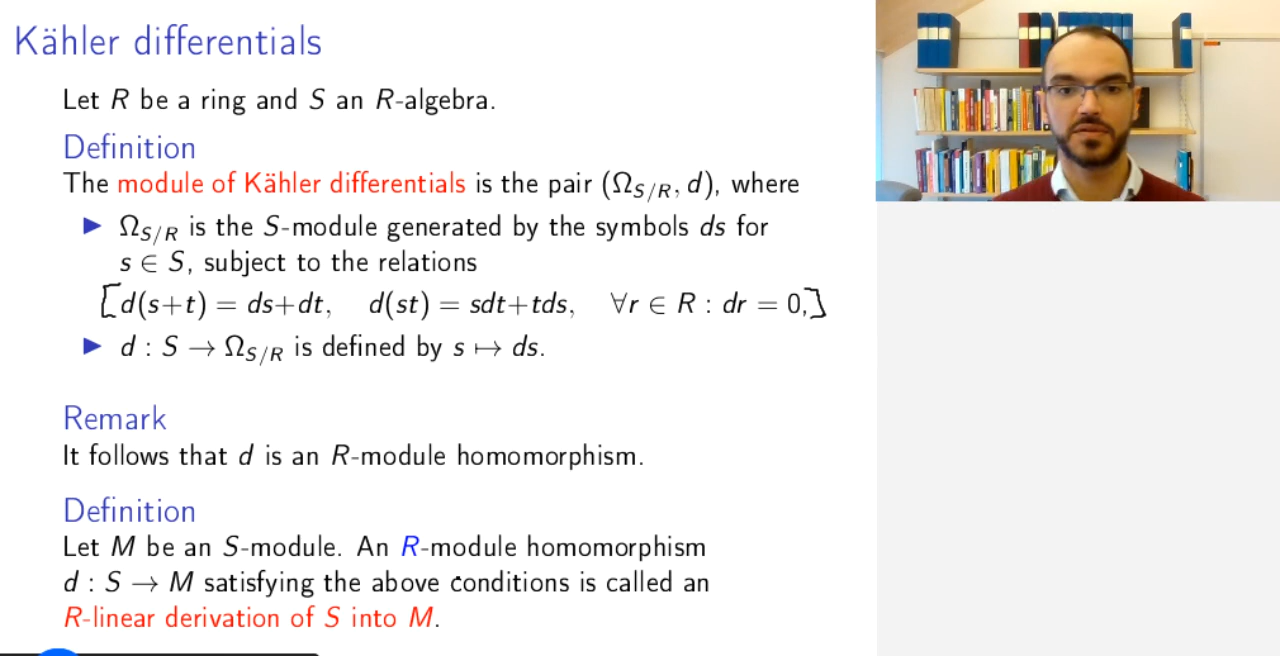 Kähler differentials
Let R be a ring and S an R-algebra.
Definition
The module of Kähler differentials is the pair (Ω_{S/R}, d), where
▶ Ω_{S/R} is the S-module generated by the symbols ds for
s ∈ S, subject to the relations
[d(s+t) = ds+dt, d(st) = sdt+tds, ∀r ∈ R : dr = 0,]
▶ d : S → Ω_{S/R} is defined by s ↦ ds.
Remark
It follows that d is an R-module homomorphism.
Definition
Let M be an S-module. An R-module homomorphism
d : S → M satisfying the above conditions is called an
R-linear derivation of S into M.